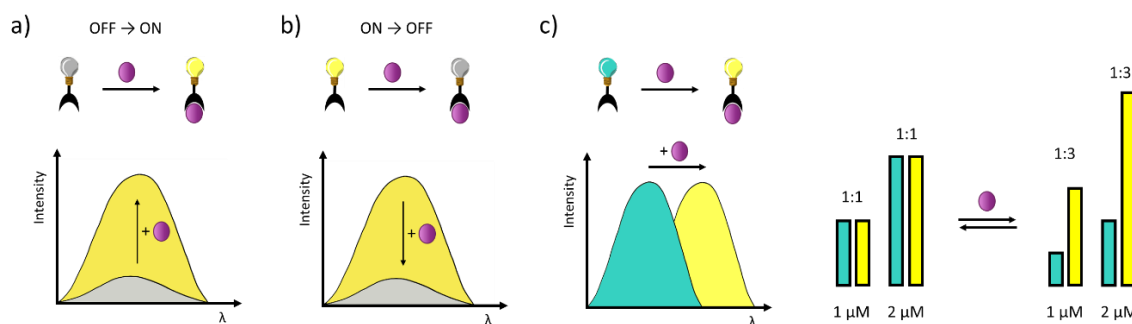 a) OFF → ON
Intensity
+
λ
b) ON → OFF
Intensity
+
λ
c)
+
Intensity
λ
1:1
1:1
1 µM 2 µM
1:3
1:3
1 µM 2 µM